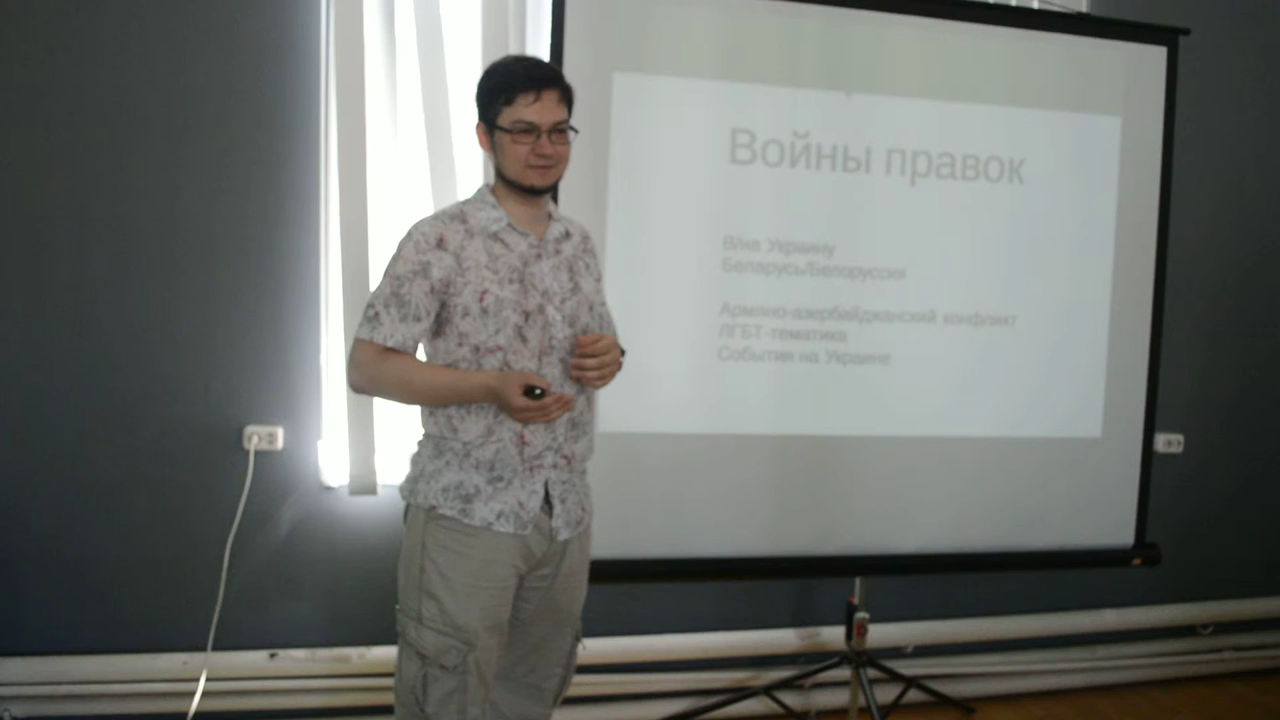 Войны правок
В/на Украину
Беларусь/Белоруссия
Армяно-азербайджанский конфликт
ЛГБТ-тематика
События на Украине